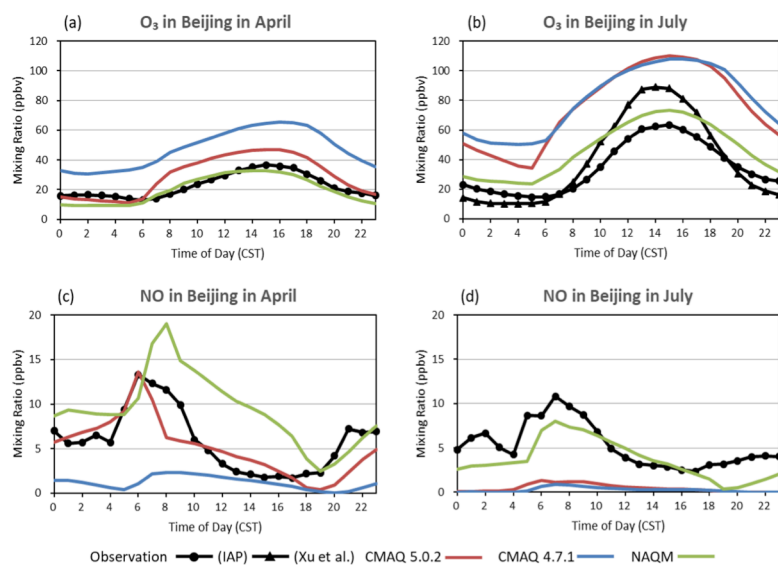 (a) O₃ in Beijing in April
120
100
80
60
40
20
0
Mixing Ratio (ppbv)
0 2 4 6 8 10 12 14 16 18 20 22
Time of Day (CST)
(b) O₃ in Beijing in July
120
100
80
60
40
20
0
Mixing Ratio (ppbv)
0 2 4 6 8 10 12 14 16 18 20 22
Time of Day (CST)
(c) NO in Beijing in April
20
15
10
5
0
Mixing Ratio (ppbv)
0 2 4 6 8 10 12 14 16 18 20 22
Time of Day (CST)
(d) NO in Beijing in July
20
15
10
5
0
Mixing Ratio (ppbv)
0 2 4 6 8 10 12 14 16 18 20 22
Time of Day (CST)
Observation (IAP) (Xu et al.) CMAQ 5.0.2 CMAQ 4.7.1 NAQM